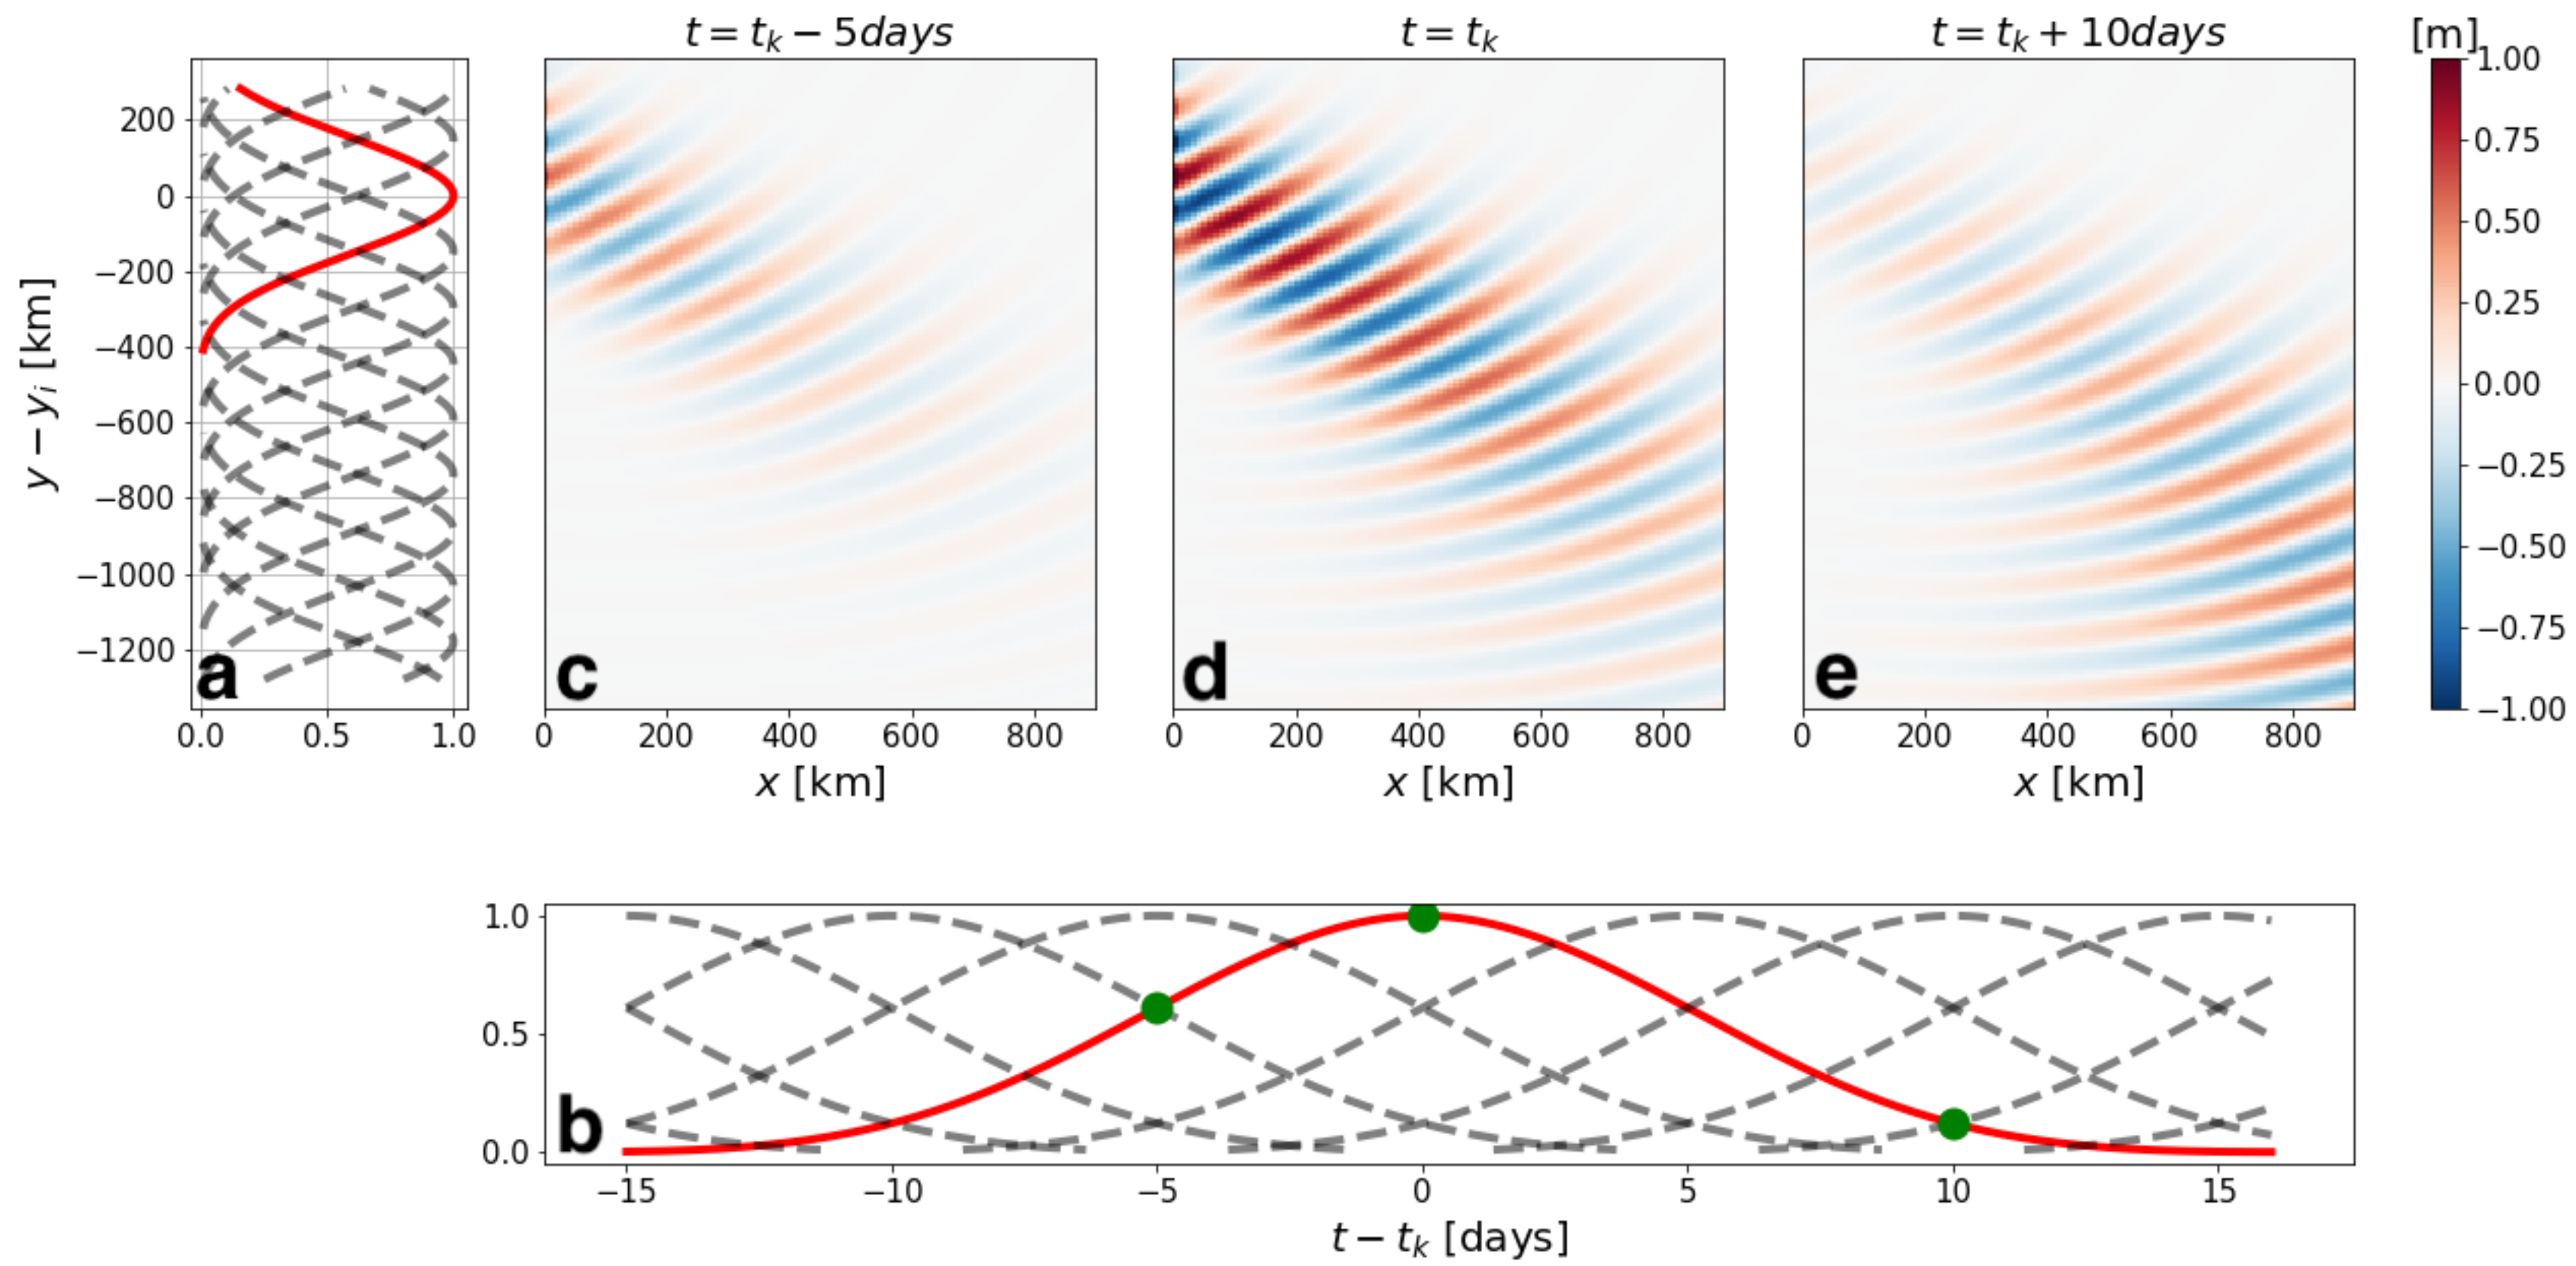 t = t_k − 5days
t = t_k
t = t_k + 10days
[m]
y − y_i [km]
200
0
−200
−400
−600
−800
−1000
−1200
a
0.0 0.5 1.0
c
0 200 400 600 800
x [km]
d
0 200 400 600 800
x [km]
e
0 200 400 600 800
x [km]
1.00
0.75
0.50
0.25
0.00
−0.25
−0.50
−0.75
−1.00
1.0
0.5
0.0
b
−15 −10 −5 0 5 10 15
t − t_k [days]